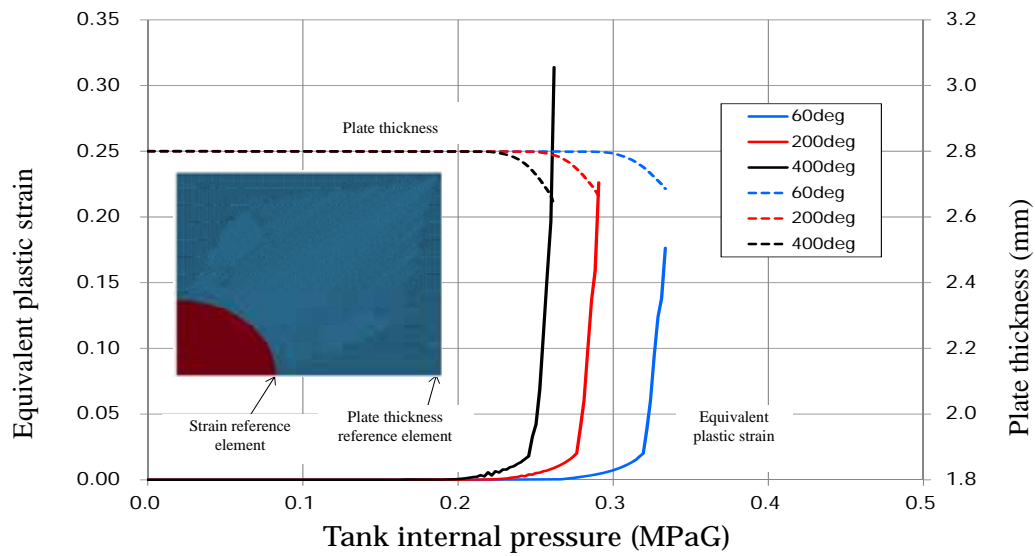 0.35
0.30
0.25
0.20
0.15
0.10
0.05
0.00
Equivalent plastic strain
3.2
3.0
2.8
2.6
2.4
2.2
2.0
1.8
Plate thickness (mm)
Plate thickness
60deg
200deg
400deg
60deg
200deg
400deg
Strain reference
element
Plate thickness
reference element
Equivalent
plastic strain
0.0
0.1
0.2
0.3
0.4
0.5
Tank internal pressure (MPaG)